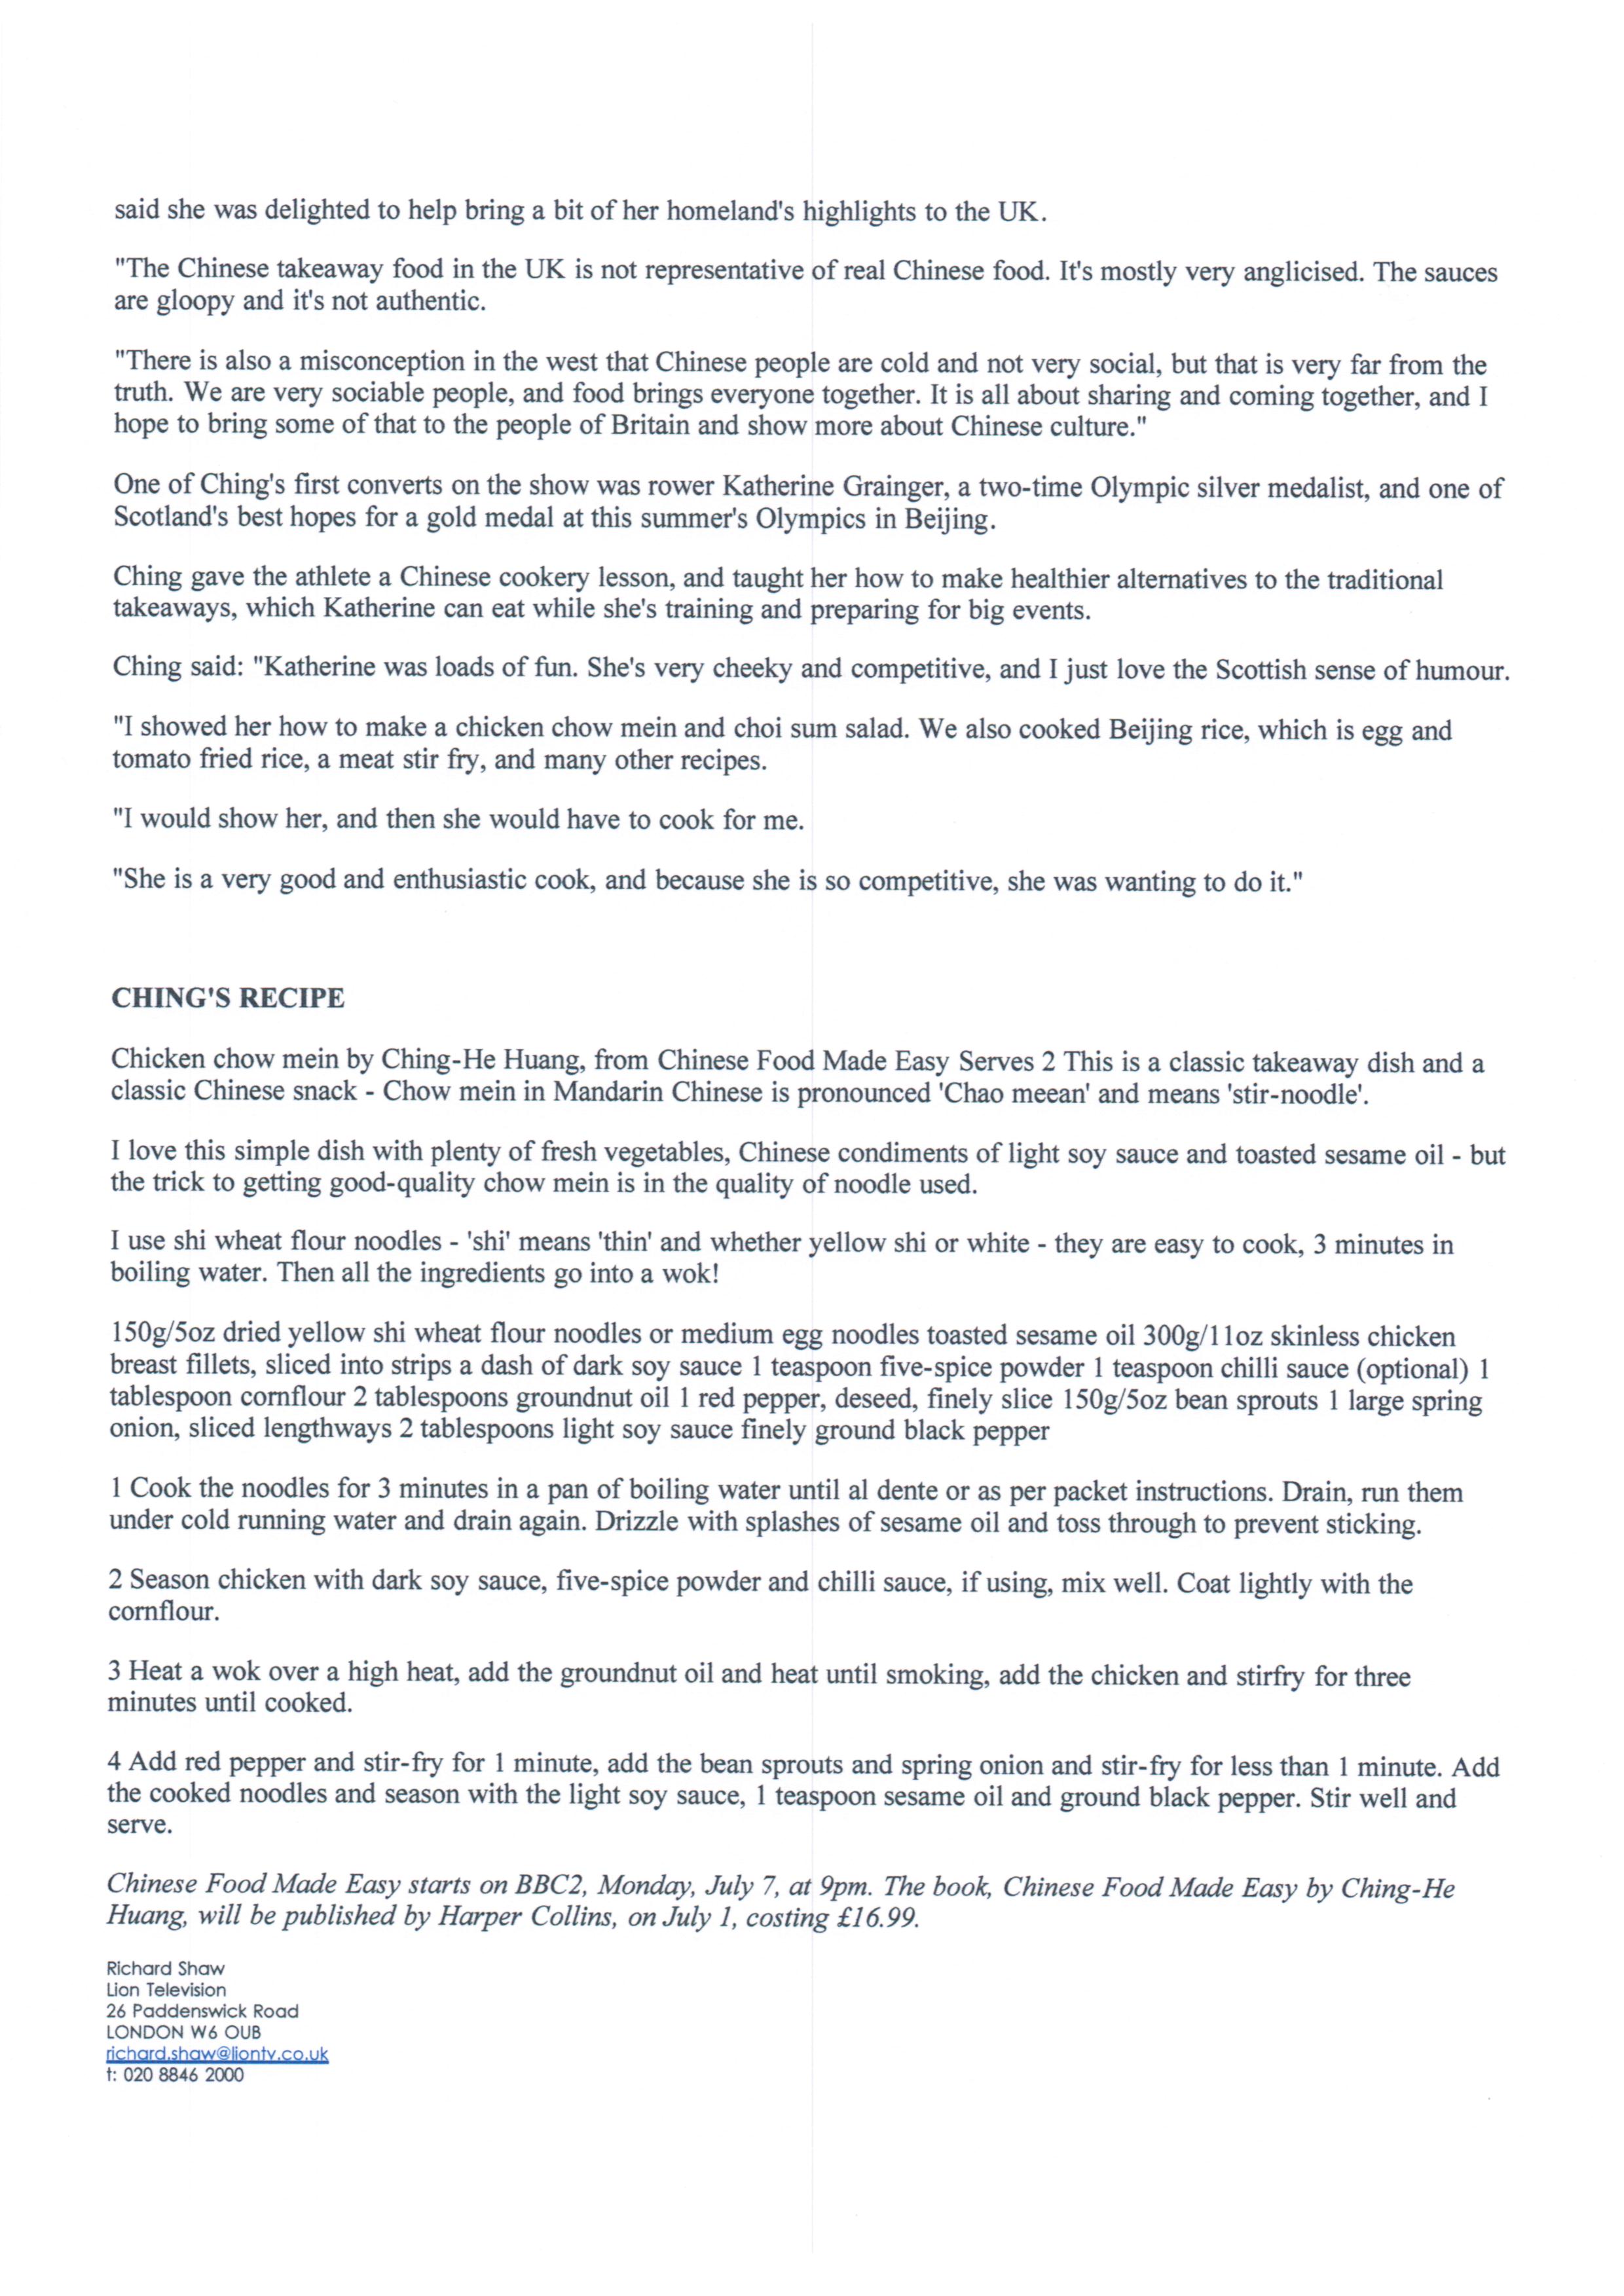 said she was delighted to help bring a bit of her homeland's highlights to the UK.
"The Chinese takeaway food in the UK is not representative of real Chinese food. It's mostly very anglicised. The sauces
are gloopy and it's not authentic.
"There is also a misconception in the west that Chinese people are cold and not very social, but that is very far from the
truth. We are very sociable people, and food brings everyone together. It is all about sharing and coming together, and I
hope to bring some of that to the people of Britain and show more about Chinese culture."
One of Ching's first converts on the show was rower Katherine Grainger, a two-time Olympic silver medalist, and one of
Scotland's best hopes for a gold medal at this summer's Olympics in Beijing.
Ching gave the athlete a Chinese cookery lesson, and taught her how to make healthier alternatives to the traditional
takeaways, which Katherine can eat while she's training and preparing for big events.
Ching said: "Katherine was loads of fun. She's very cheeky and competitive, and I just love the Scottish sense of humour.
"I showed her how to make a chicken chow mein and choi sum salad. We also cooked Beijing rice, which is egg and
tomato fried rice, a meat stir fry, and many other recipes.
"I would show her, and then she would have to cook for me.
"She is a very good and enthusiastic cook, and because she is so competitive, she was wanting to do it."
CHING'S RECIPE
Chicken chow mein by Ching-He Huang, from Chinese Food Made Easy Serves 2 This is a classic takeaway dish and a
classic Chinese snack - Chow mein in Mandarin Chinese is pronounced 'Chao meean' and means 'stir-noodle'.
I love this simple dish with plenty of fresh vegetables, Chinese condiments of light soy sauce and toasted sesame oil - but
the trick to getting good-quality chow mein is in the quality of noodle used.
I use shi wheat flour noodles - 'shi' means 'thin' and whether yellow shi or white - they are easy to cook, 3 minutes in
boiling water. Then all the ingredients go into a wok!
150g/5oz dried yellow shi wheat flour noodles or medium egg noodles toasted sesame oil 300g/11oz skinless chicken
breast fillets, sliced into strips a dash of dark soy sauce 1 teaspoon five-spice powder 1 teaspoon chilli sauce (optional) 1
tablespoon cornflour 2 tablespoons groundnut oil 1 red pepper, deseed, finely slice 150g/5oz bean sprouts 1 large spring
onion, sliced lengthways 2 tablespoons light soy sauce finely ground black pepper
1 Cook the noodles for 3 minutes in a pan of boiling water until al dente or as per packet instructions. Drain, run them
under cold running water and drain again. Drizzle with splashes of sesame oil and toss through to prevent sticking.
2 Season chicken with dark soy sauce, five-spice powder and chilli sauce, if using, mix well. Coat lightly with the
cornflour.
3 Heat a wok over a high heat, add the groundnut oil and heat until smoking, add the chicken and stirfry for three
minutes until cooked.
4 Add red pepper and stir-fry for 1 minute, add the bean sprouts and spring onion and stir-fry for less than 1 minute. Add
the cooked noodles and season with the light soy sauce, 1 teaspoon sesame oil and ground black pepper. Stir well and
serve.
Chinese Food Made Easy starts on BBC2, Monday, July 7, at 9pm. The book, Chinese Food Made Easy by Ching-He
Huang, will be published by Harper Collins, on July 1, costing £16.99.
Richard Shaw
Lion Television
26 Paddenswick Road
LONDON W6 OUB
richard.shaw@liontv.co.uk
t: 020 8846 2000